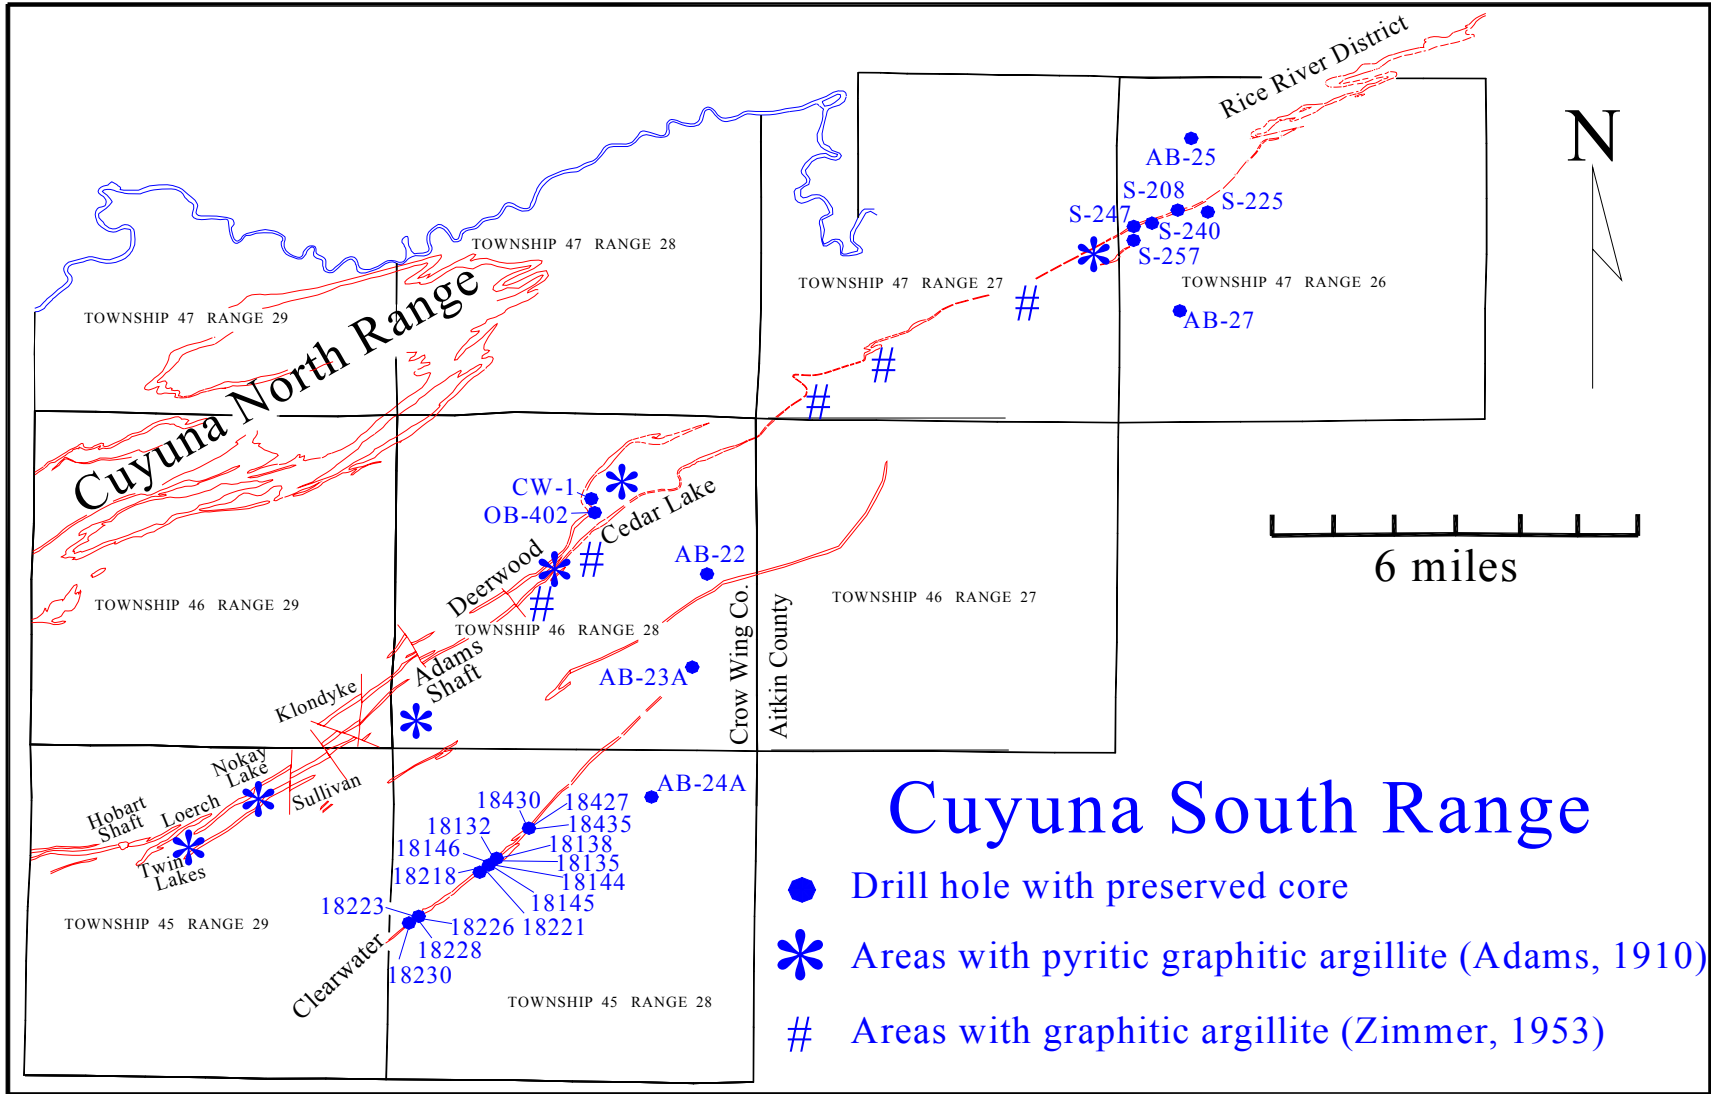 Rice River District
N
AB-25
S-208
S-225
S-247
S-240
S-257
TOWNSHIP 47 RANGE 28
TOWNSHIP 47 RANGE 27
TOWNSHIP 47 RANGE 26
#
TOWNSHIP 47 RANGE 29
AB-27
Cuyuna North Range
#
#
CW-1
OB-402
Cedar Lake
6 miles
Deerwood
#
AB-22
#
TOWNSHIP 46 RANGE 29
TOWNSHIP 46 RANGE 27
TOWNSHIP 46 RANGE 28
Crow Wing Co.
Aitkin County
Adams
Shaft
AB-23A
Klondyke
Nokay
Lake
Sullivan
Hobart
Shaft
Loerch
Twin
Lakes
AB-24A
18430
18427
18132
18435
18146
18138
18135
18218
18144
18145
18223
18226
18221
18228
18230
Clearwater
TOWNSHIP 45 RANGE 29
TOWNSHIP 45 RANGE 28
Cuyuna South Range
Drill hole with preserved core
Areas with pyritic graphitic argillite (Adams, 1910)
# Areas with graphitic argillite (Zimmer, 1953)